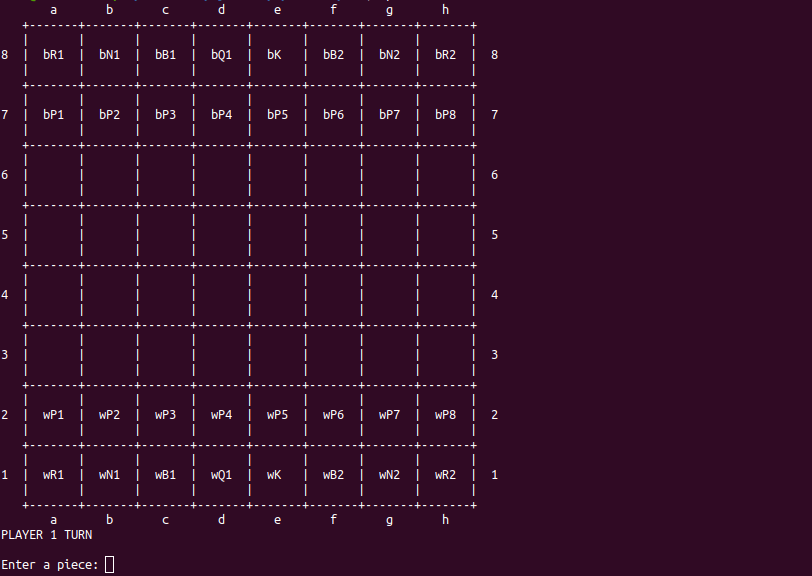 a b c d e f g h
8 bR1 bN1 bB1 bQ1 bK bB2 bN2 bR2 8
7 bP1 bP2 bP3 bP4 bP5 bP6 bP7 bP8 7
6 6
5 5
4 4
3 3
2 wP1 wP2 wP3 wP4 wP5 wP6 wP7 wP8 2
1 wR1 wN1 wB1 wQ1 wK wB2 wN2 wR2 1
a b c d e f g h
PLAYER 1 TURN
Enter a piece: